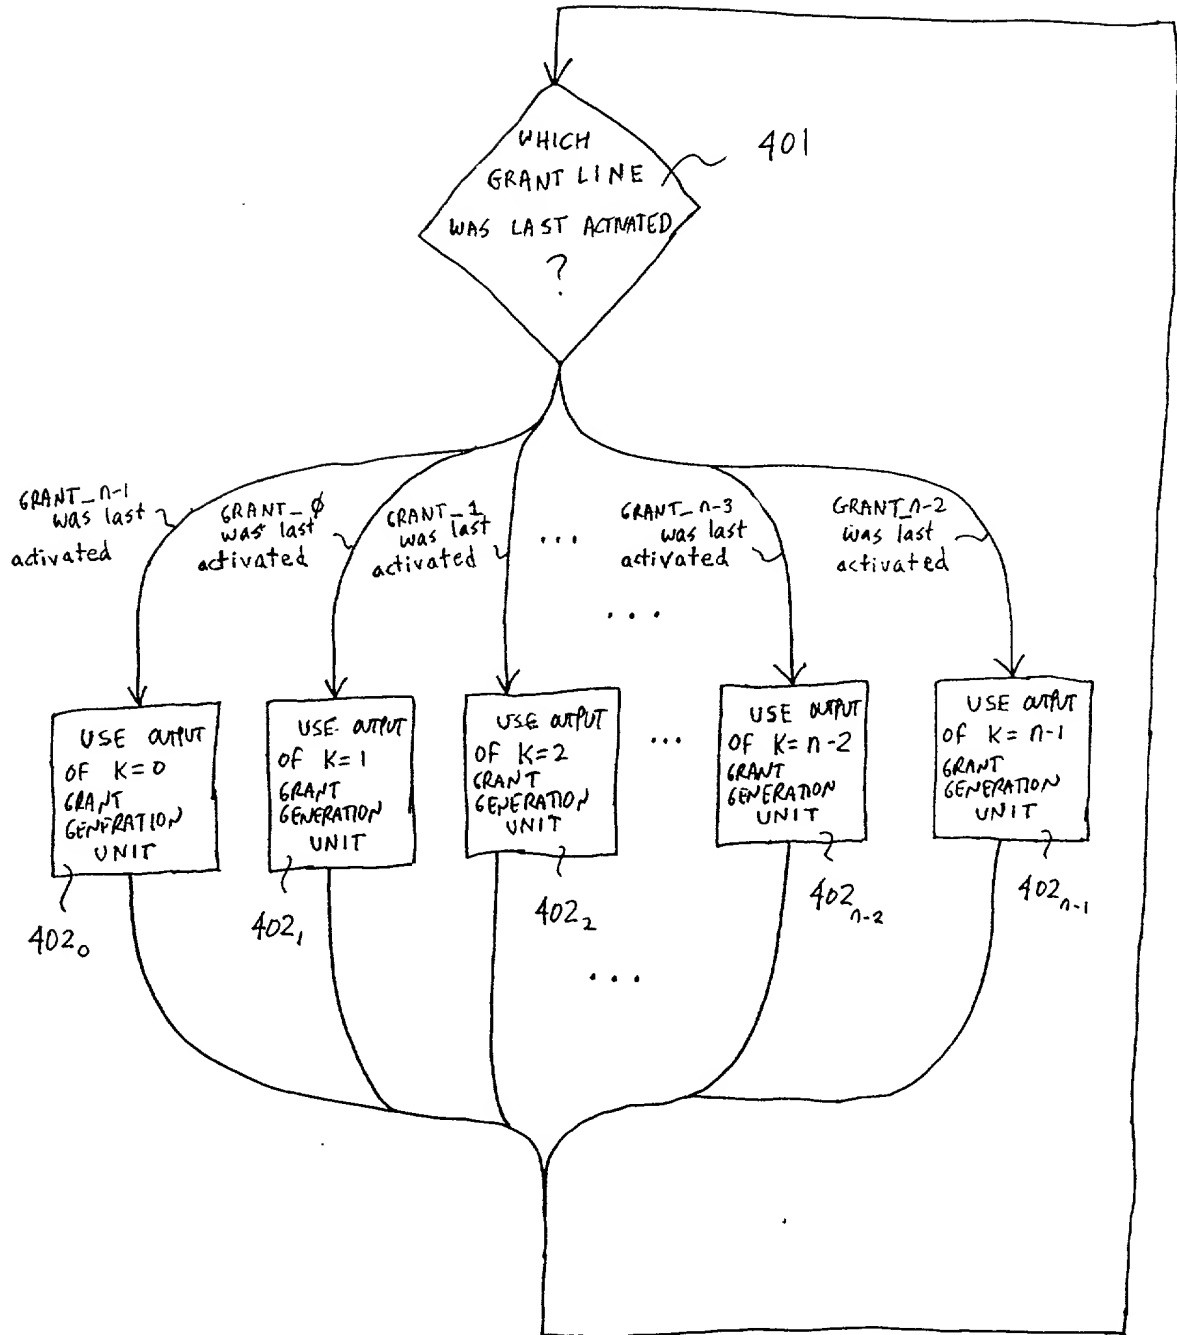 WHICH
GRANT LINE
WAS LAST ACTIVATED
?
401
GRANT_n-1
was last
activated
GRANT_Ø
was last
activated
GRANT_1
was last
activated
...
GRANT_n-3
was last
activated
GRANT_n-2
was last
activated
...
USE OUTPUT
OF K=0
GRANT
GENERATION
UNIT
USE OUTPUT
OF K=1
GRANT
GENERATION
UNIT
USE OUTPUT
OF K=2
GRANT
GENERATION
UNIT
...
USE OUTPUT
OF K=n-2
GRANT
GENERATION
UNIT
USE OUTPUT
OF K=n-1
GRANT
GENERATION
UNIT
402₀
402₁
402₂
402ₙ₋₂
402ₙ₋₁
...